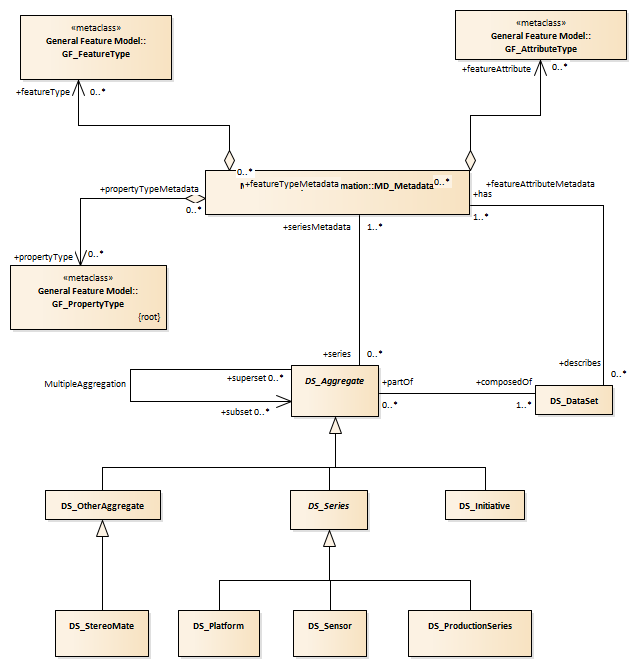 «metaclass»
General Feature Model::
GF_FeatureType
«metaclass»
General Feature Model::
GF_AttributeType
+featureType
0..*
+featureAttribute
0..*
0..*
+featureTypeMetadata
mation::MD_Metadata
0..*
+propertyTypeMetadata
0..*
+featureAttributeMetadata
+has
1..*
+seriesMetadata
1..*
+propertyType
0..*
«metaclass»
General Feature Model::
GF_PropertyType
{root}
+series
0..*
+describes
0..*
MultipleAggregation
+superset 0..*
+subset 0..*
DS_Aggregate
+partOf
0..*
+composedOf
1..*
DS_DataSet
DS_OtherAggregate
DS_Series
DS_Initiative
DS_StereoMate
DS_Platform
DS_Sensor
DS_ProductionSeries